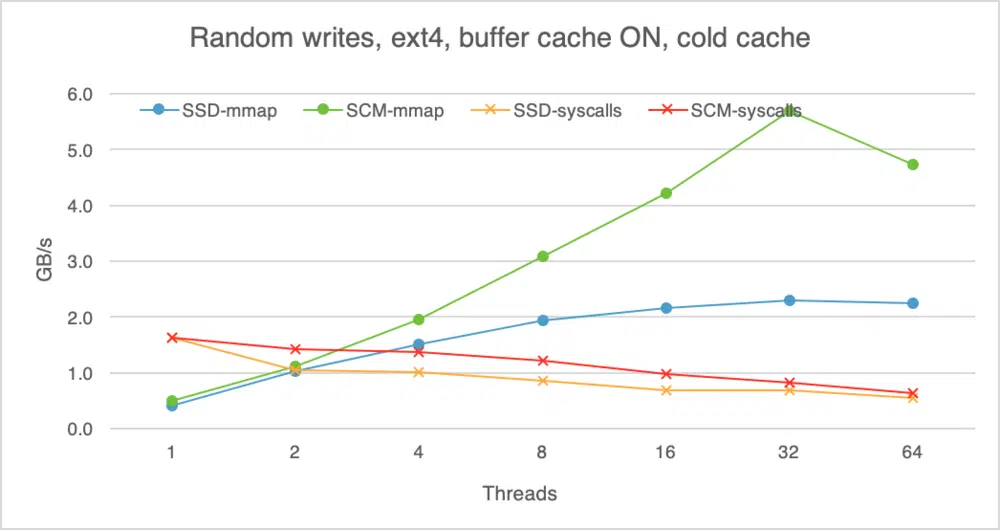 Random writes, ext4, buffer cache ON, cold cache
6.0
SSD-mmap SCM-mmap SSD-syscalls SCM-syscalls
5.0
4.0
GB/s
3.0
2.0
1.0
0.0
1 2 4 8 16 32 64
Threads